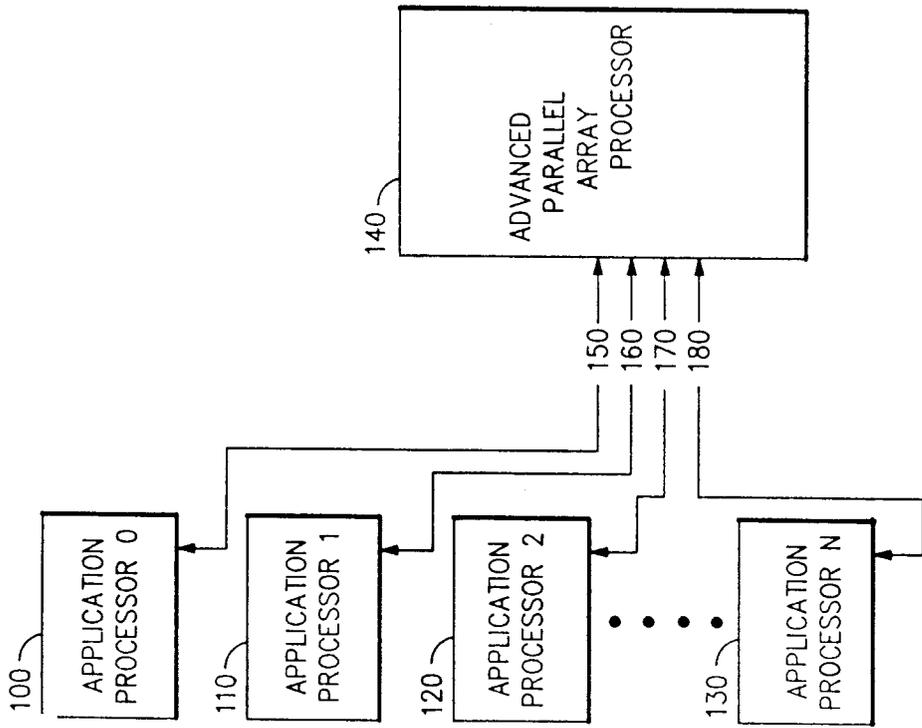 100
APPLICATION
PROCESSOR 0
110
APPLICATION
PROCESSOR 1
120
APPLICATION
PROCESSOR 2
130
APPLICATION
PROCESSOR N
150
160
170
180
140
ADVANCED
PARALLEL
ARRAY
PROCESSOR